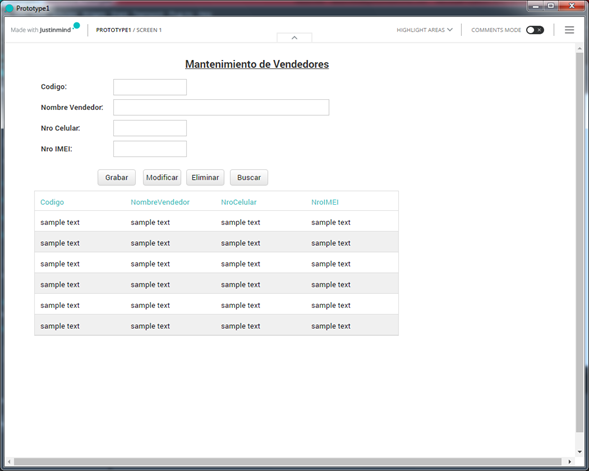 Prototype1
Made with Justinmind
PROTOTYPE1 / SCREEN 1
HIGHLIGHT AREAS
COMMENTS MODE
Mantenimiento de Vendedores
Codigo:
Nombre Vendedor:
Nro Celular:
Nro IMEI:
Grabar Modificar Eliminar Buscar
Codigo NombreVendedor NroCelular NroIMEI
sample text sample text sample text sample text
sample text sample text sample text sample text
sample text sample text sample text sample text
sample text sample text sample text sample text
sample text sample text sample text sample text
sample text sample text sample text sample text